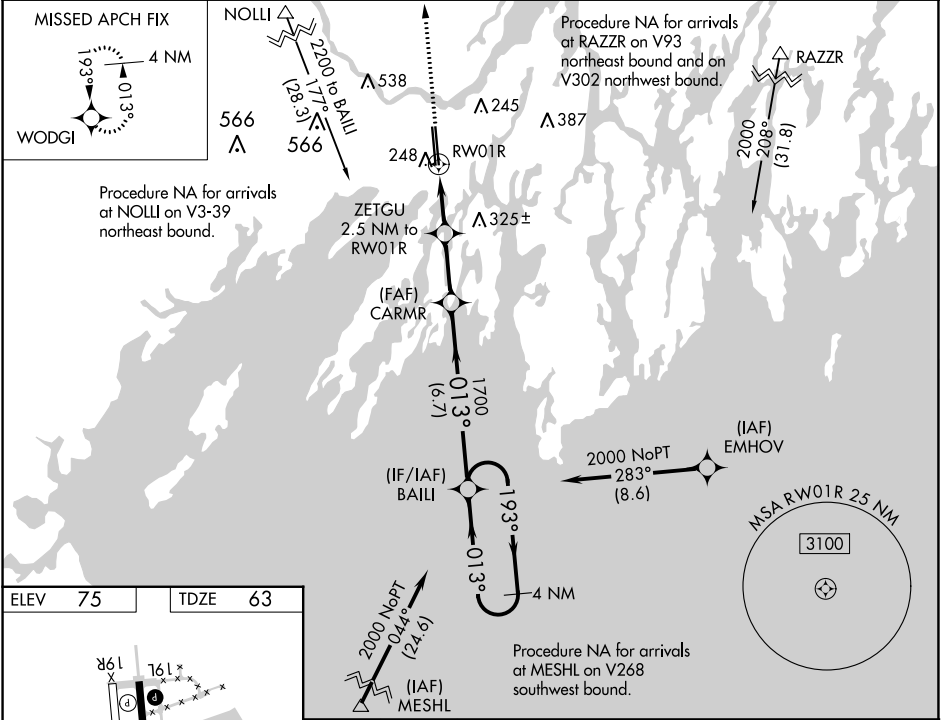 MISSED APCH FIX
4 NM
193°
013°
WODGI
NOLLI
2200 to BAILI
177°
(28.3)
538
566
566
245
387
248
RW01R
Procedure NA for arrivals
at RAZZR on V93
northeast bound and on
V302 northwest bound.
RAZZR
2000
208°
(31.8)
Procedure NA for arrivals
at NOLLI on V3-39
northeast bound.
ZETGU
2.5 NM to
RW01R
325±
(FAF)
CARMR
1700
013°
(6.7)
(IF/IAF)
BAILI
193°
013°
4 NM
(IAF)
EMHOV
2000 NoPT
283°
(8.6)
MSA RW01R 25 NM
3100
2000 NoPT
044°
(24.6)
(IAF)
MESHL
Procedure NA for arrivals
at MESHL on V268
southwest bound.
ELEV 75
TDZE 63
19R
19L
X
P
P